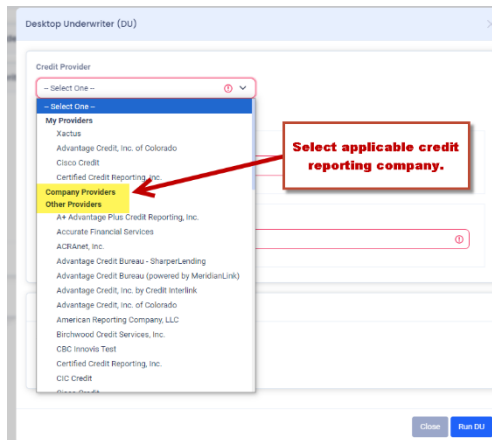 Desktop Underwriter (DU)
Credit Provider
-- Select One --
-- Select One --
My Providers
Xactus
Advantage Credit, Inc. of Colorado
Cisco Credit
Certified Credit Reporting, Inc.
Company Providers
Other Providers
A+ Advantage Plus Credit Reporting, Inc.
Accurate Financial Services
ACRAnet, Inc.
Advantage Credit Bureau - SharperLending
Advantage Credit Bureau (powered by MeridianLink)
Advantage Credit, Inc. by Credit Interlink
Advantage Credit, Inc. of Colorado
American Reporting Company, LLC
Birchwood Credit Services, Inc.
CBC Innovis Test
Certified Credit Reporting, Inc.
CIC Credit
Select applicable credit
reporting company.
Close
Run DU